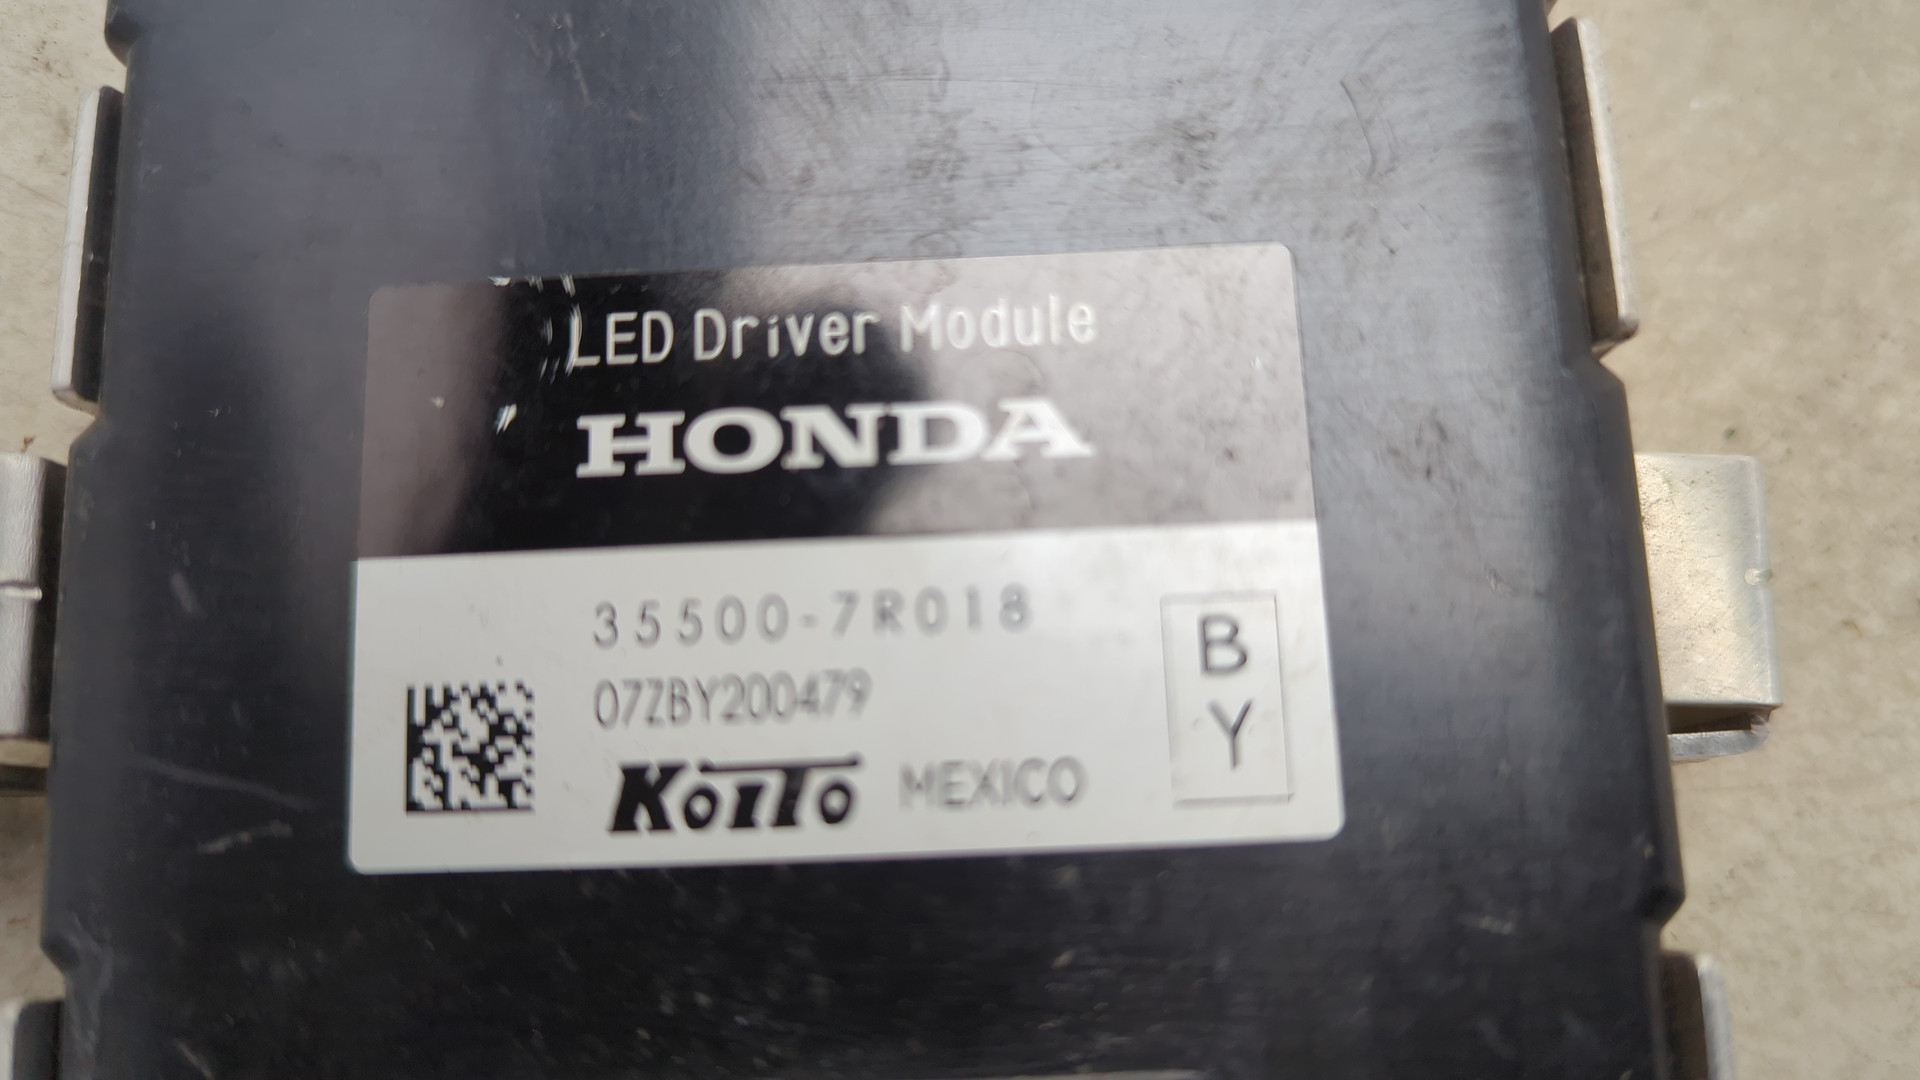 LED Driver Module
HONDA
35500-7R018
07ZBY200479
KOITO MEXICO
B
Y